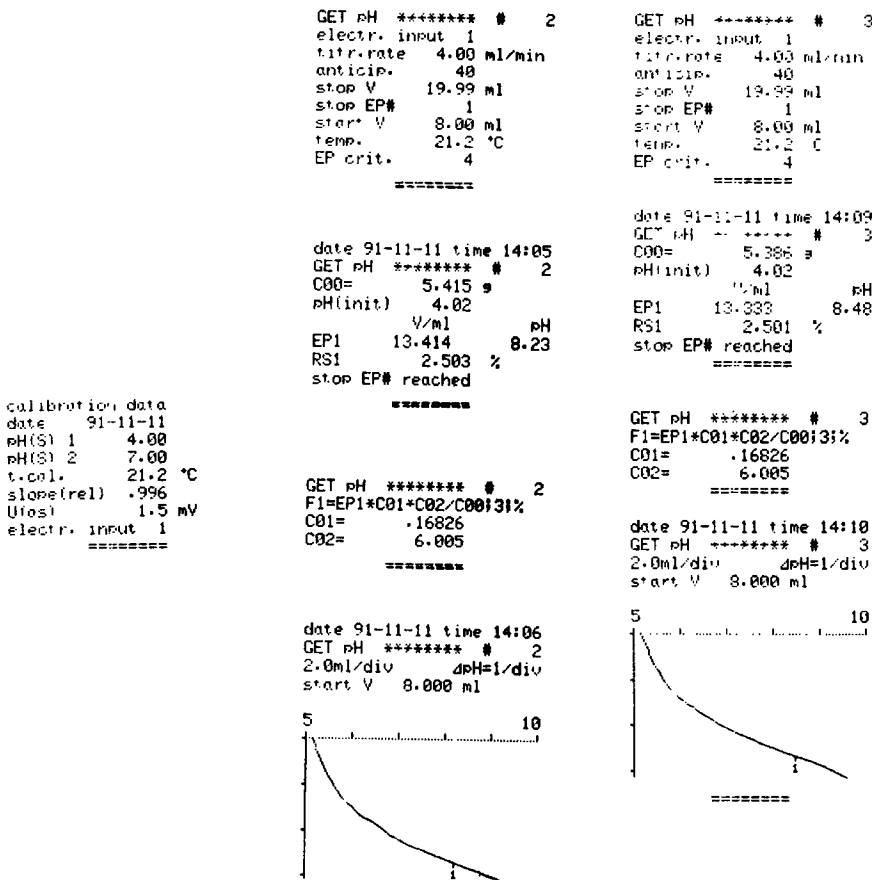 calibration data
date 91-11-11
pH(S) 1 4.00
pH(S) 2 7.00
t.cal. 21.2 °C
slope(rel) .996
U(as) 1.5 mV
electr. input 1
========
GET pH ******** # 2
electr. input 1
titr.rate 4.00 ml/min
anticip. 40
stop V 19.99 ml
stop EP# 1
start V 8.00 ml
temp. 21.2 °C
EP crit. 4
========
date 91-11-11 time 14:05
GET pH ******** # 2
C00= 5.415 g
pH(init) 4.02
V/ml pH
EP1 13.414 8.23
RS1 2.503 %
stop EP# reached
========
GET pH ******** # 2
F1=EP1*C01*C02/C00;3;%
C01= .16826
C02= 6.005
========
date 91-11-11 time 14:06
GET pH ******** # 2
2.0ml/div ΔpH=1/div
start V 8.000 ml
5 10
1
GET pH ******** # 3
electr. input 1
titr.rate 4.00 ml/min
anticip. 40
stop V 19.99 ml
stop EP# 1
start V 8.00 ml
temp. 21.2 C
EP crit. 4
========
date 91-11-11 time 14:09
GET pH # 3
C00= 5.386 g
pH(init) 4.02
V/ml pH
EP1 13.333 8.48
RS1 2.501 %
stop EP# reached
========
GET pH ******** # 3
F1=EP1*C01*C02/C00;3;%
C01= .16826
C02= 6.005
========
date 91-11-11 time 14:10
GET pH ******** # 3
2.0ml/div ΔpH=1/div
start V 8.000 ml
5 10
1
========